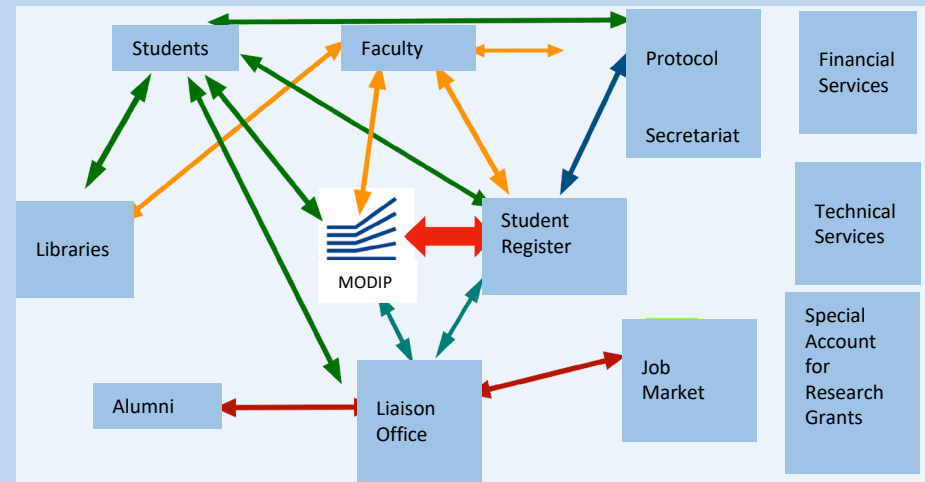 Students
Faculty
Protocol
Secretariat
Financial
Services
Libraries
MODIP
Student
Register
Technical
Services
Alumni
Liaison
Office
Job
Market
Special
Account
for
Research
Grants